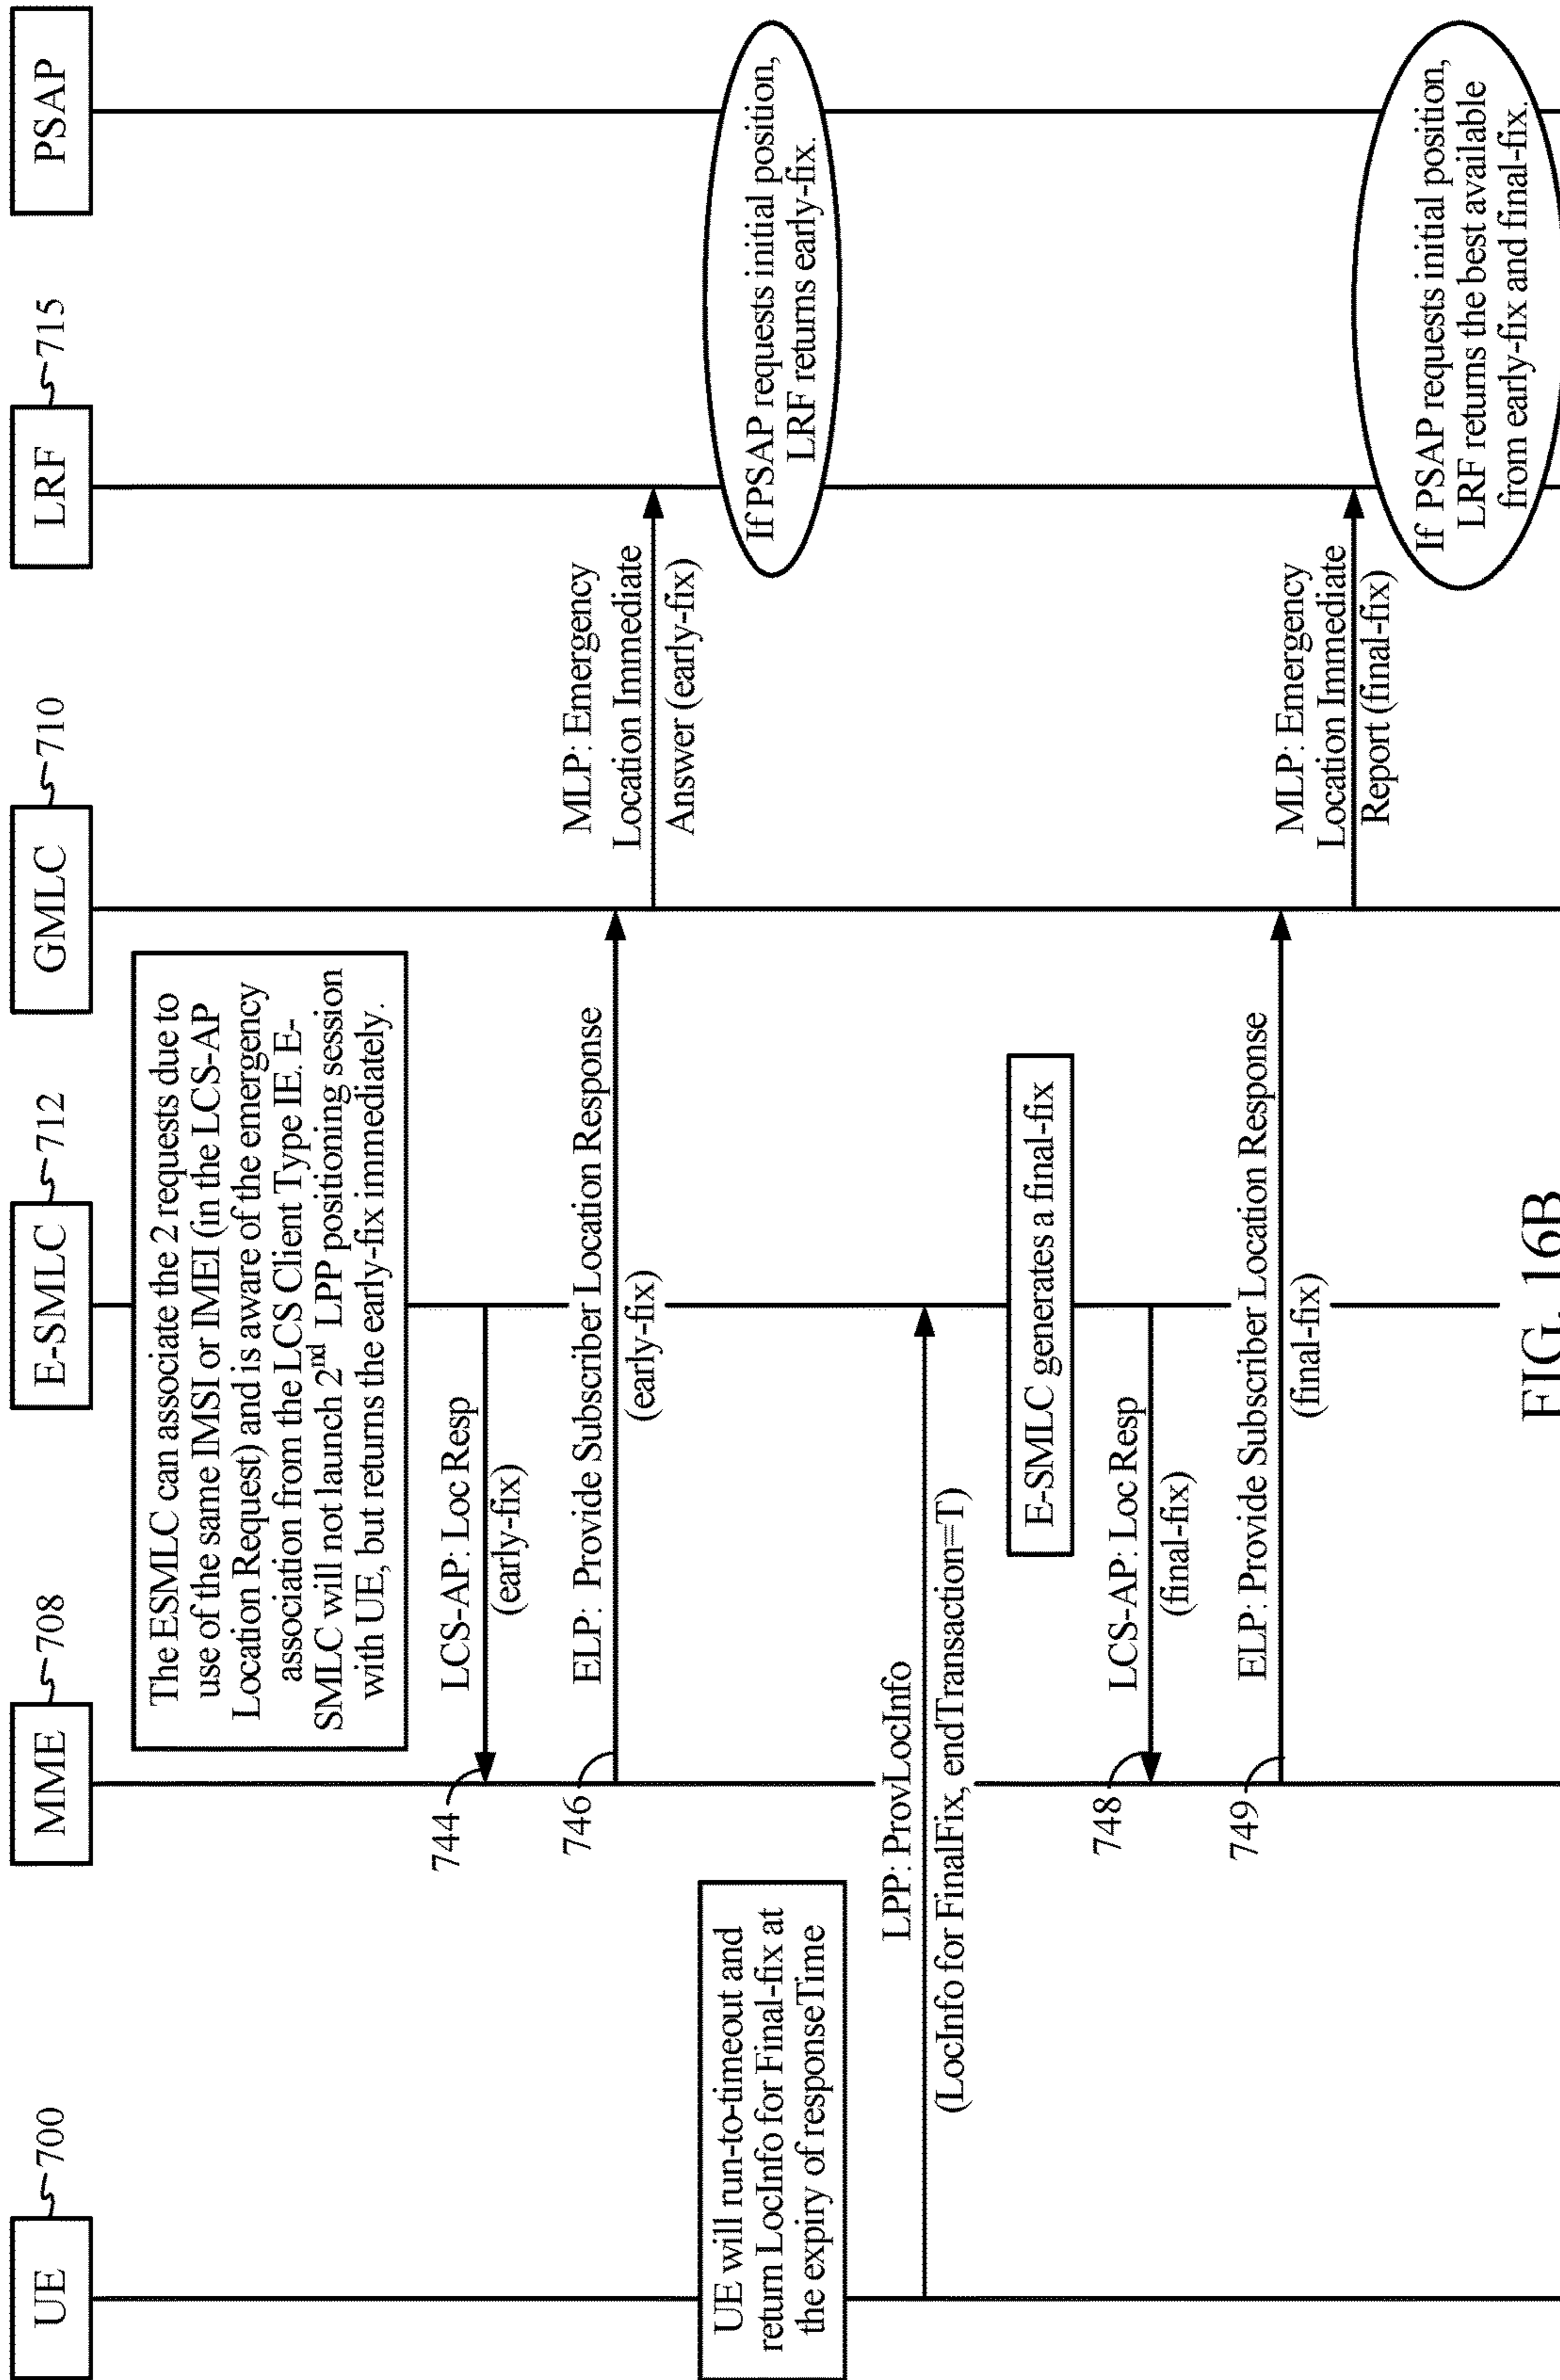 UE 700
MME 708
E-SMLC 712
GMLC 710
LRF 715
PSAP
The ESMLC can associate the 2 requests due to
use of the same IMSI or IMEI (in the LCS-AP
Location Request) and is aware of the emergency
association from the LCS Client Type IE. E-
SMLC will not launch 2nd LPP positioning session
with UE, but returns the early-fix immediately.
744
LCS-AP: Loc Resp
(early-fix)
746
ELP: Provide Subscriber Location Response
(early-fix)
MLP: Emergency
Location Immediate
Answer (early-fix)
UE will run-to-timeout and
return LocInfo for Final-fix at
the expiry of responseTime
If PSAP requests initial position,
LRF returns early-fix.
LPP: ProvLocInfo
(LocInfo for FinalFix, endTransaction=T)
E-SMLC generates a final-fix
748
LCS-AP: Loc Resp
(final-fix)
749
ELP: Provide Subscriber Location Response
(final-fix)
MLP: Emergency
Location Immediate
Report (final-fix)
If PSAP requests initial position,
LRF returns the best available
from early-fix and final-fix.
FIG. 16B